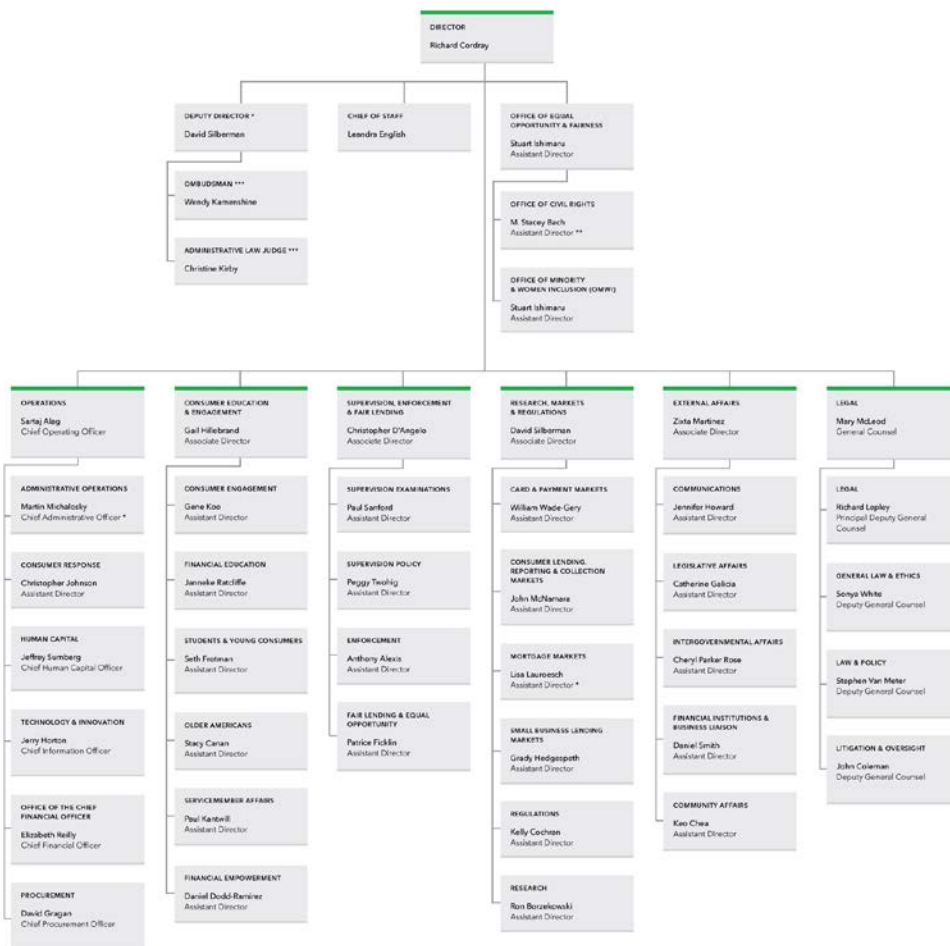 DIRECTOR
Richard Cordray
DEPUTY DIRECTOR *
David Silberman
CHIEF OF STAFF
Leandra English
OFFICE OF EQUAL
OPPORTUNITY & FAIRNESS
Stuart Ishimaru
Assistant Director
OMBUDSMAN ***
Wendy Kamenshine
ADMINISTRATIVE LAW JUDGE ***
Christine Kirby
OFFICE OF CIVIL RIGHTS
M. Stacey Bach
Assistant Director **
OFFICE OF MINORITY
& WOMEN INCLUSION (OMWI)
Stuart Ishimaru
Assistant Director
OPERATIONS
Sartaj Alag
Chief Operating Officer
ADMINISTRATIVE OPERATIONS
Martin Michalosky
Chief Administrative Officer *
CONSUMER RESPONSE
Christopher Johnson
Assistant Director
HUMAN CAPITAL
Jeffrey Sumberg
Chief Human Capital Officer
TECHNOLOGY & INNOVATION
Jerry Horton
Chief Information Officer
OFFICE OF THE CHIEF
FINANCIAL OFFICER
Elizabeth Reilly
Chief Financial Officer
PROCUREMENT
David Gragan
Chief Procurement Officer
CONSUMER EDUCATION
& ENGAGEMENT
Gail Hillebrand
Associate Director
CONSUMER ENGAGEMENT
Gene Koo
Assistant Director
FINANCIAL EDUCATION
Janneke Ratcliffe
Assistant Director
STUDENTS & YOUNG CONSUMERS
Seth Frotman
Assistant Director
OLDER AMERICANS
Stacy Canan
Assistant Director
SERVICEMEMBER AFFAIRS
Paul Kantwill
Assistant Director
FINANCIAL EMPOWERMENT
Daniel Dodd-Ramirez
Assistant Director
SUPERVISION, ENFORCEMENT
& FAIR LENDING
Christopher D'Angelo
Associate Director
SUPERVISION EXAMINATIONS
Paul Sanford
Assistant Director
SUPERVISION POLICY
Peggy Twohig
Assistant Director
ENFORCEMENT
Anthony Alexis
Assistant Director
FAIR LENDING & EQUAL
OPPORTUNITY
Patrice Ficklin
Assistant Director
RESEARCH, MARKETS
& REGULATIONS
David Silberman
Associate Director
CARD & PAYMENT MARKETS
William Wade-Gery
Assistant Director
CONSUMER LENDING,
REPORTING & COLLECTION
MARKETS
John McNamara
Assistant Director
MORTGAGE MARKETS
Lisa Lauroesch
Assistant Director *
SMALL BUSINESS LENDING
MARKETS
Grady Hedgespeth
Assistant Director
REGULATIONS
Kelly Cochran
Assistant Director
RESEARCH
Ron Borzekowski
Assistant Director
EXTERNAL AFFAIRS
Zixta Martinez
Associate Director
COMMUNICATIONS
Jennifer Howard
Assistant Director
LEGISLATIVE AFFAIRS
Catherine Galicia
Assistant Director
INTERGOVERNMENTAL AFFAIRS
Cheryl Parker Rose
Assistant Director
FINANCIAL INSTITUTIONS &
BUSINESS LIAISON
Daniel Smith
Assistant Director
COMMUNITY AFFAIRS
Keo Chea
Assistant Director
LEGAL
Mary McLeod
General Counsel
LEGAL
Richard Lepley
Principal Deputy General
Counsel
GENERAL LAW & ETHICS
Sonya White
Deputy General Counsel
LAW & POLICY
Stephen Van Meter
Deputy General Counsel
LITIGATION & OVERSIGHT
John Coleman
Deputy General Counsel